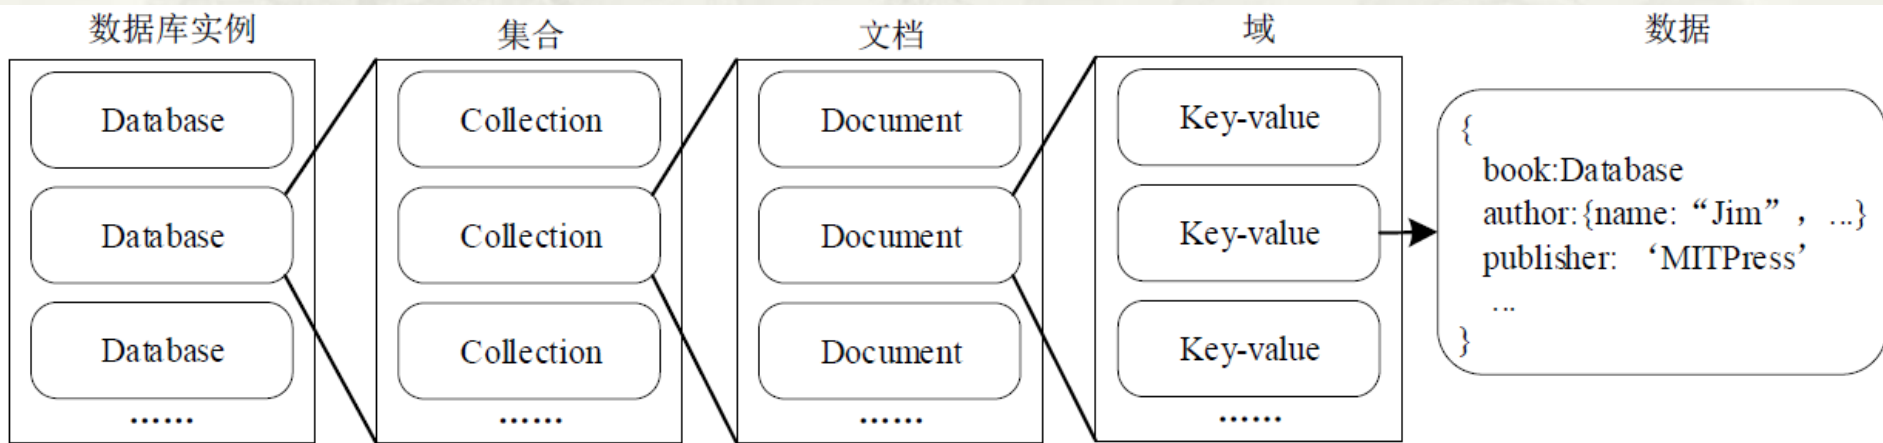 数据库实例
Database
Database
Database
......
集合
Collection
Collection
Collection
......
文档
Document
Document
Document
......
域
Key-value
Key-value
Key-value
......
数据
{
book:Database
author:{name:“Jim”，...}
publisher: ‘MITPress’
...
}